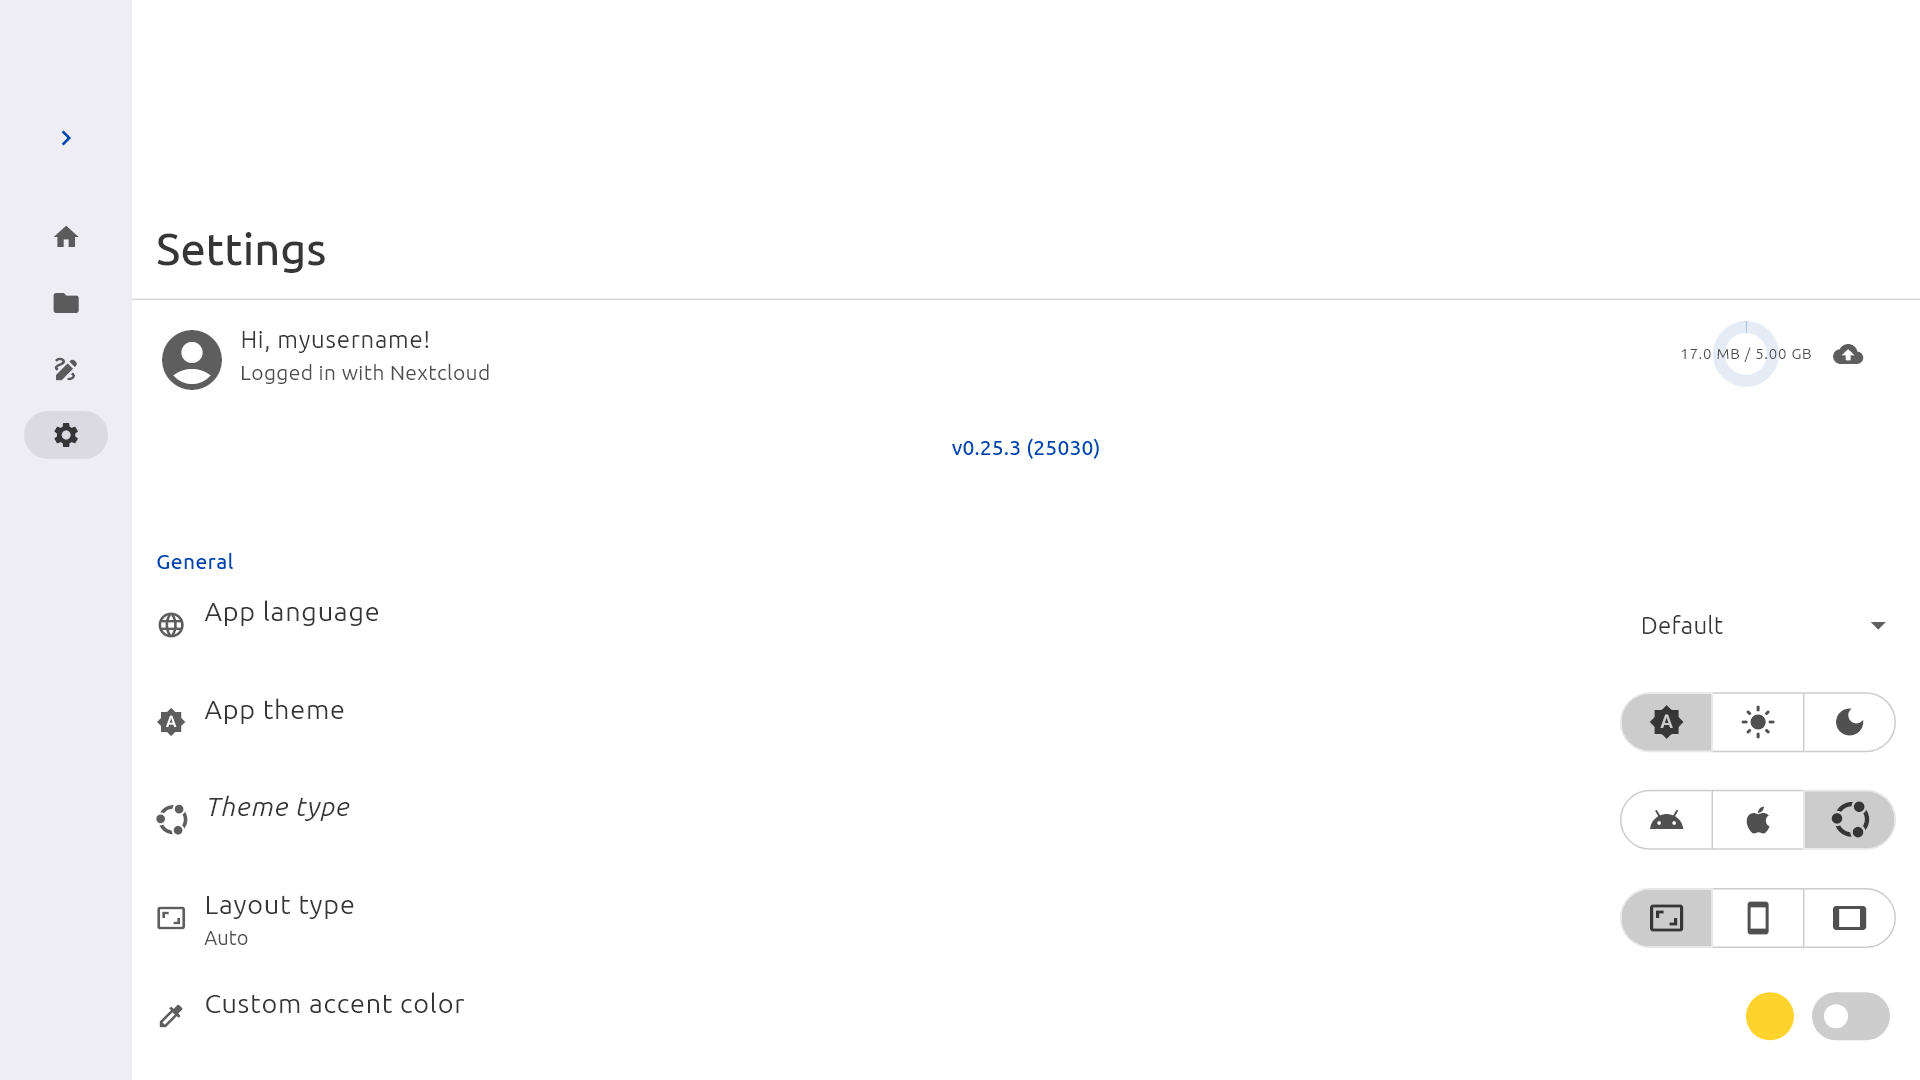 Settings
Hi, myusername!
Logged in with Nextcloud
17.0 MB / 5.00 GB
v0.25.3 (25030)
General
App language
Default
App theme
A
A
Theme type
Layout type
Auto
Custom accent color